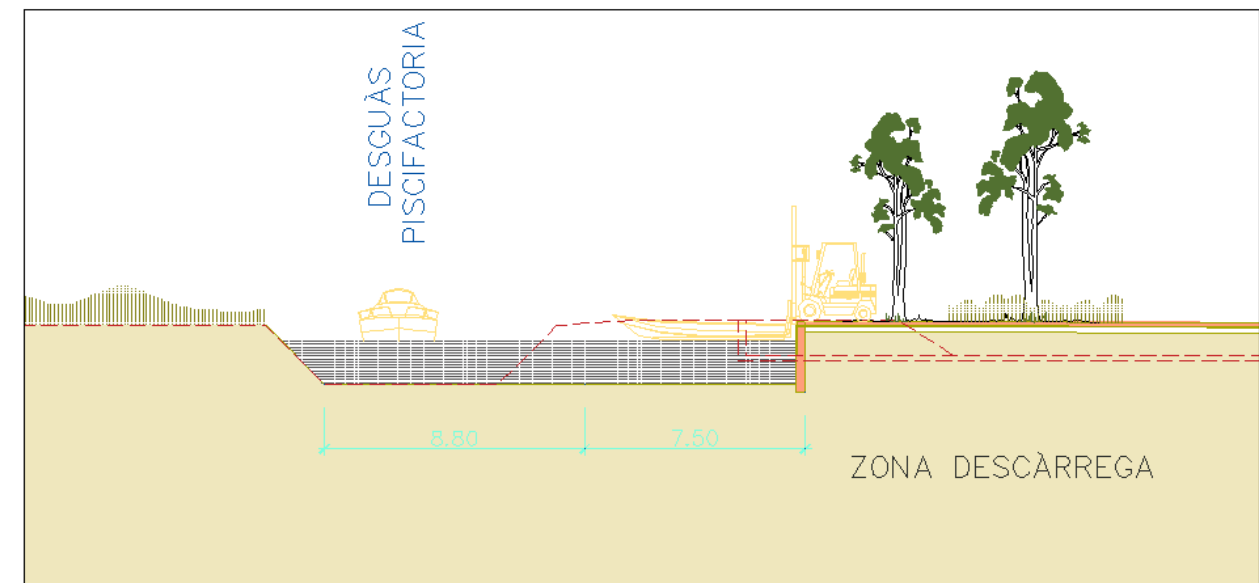 DESGUÀS
PISCIFACTORIA
8.80
7.50
ZONA DESCÀRREGA